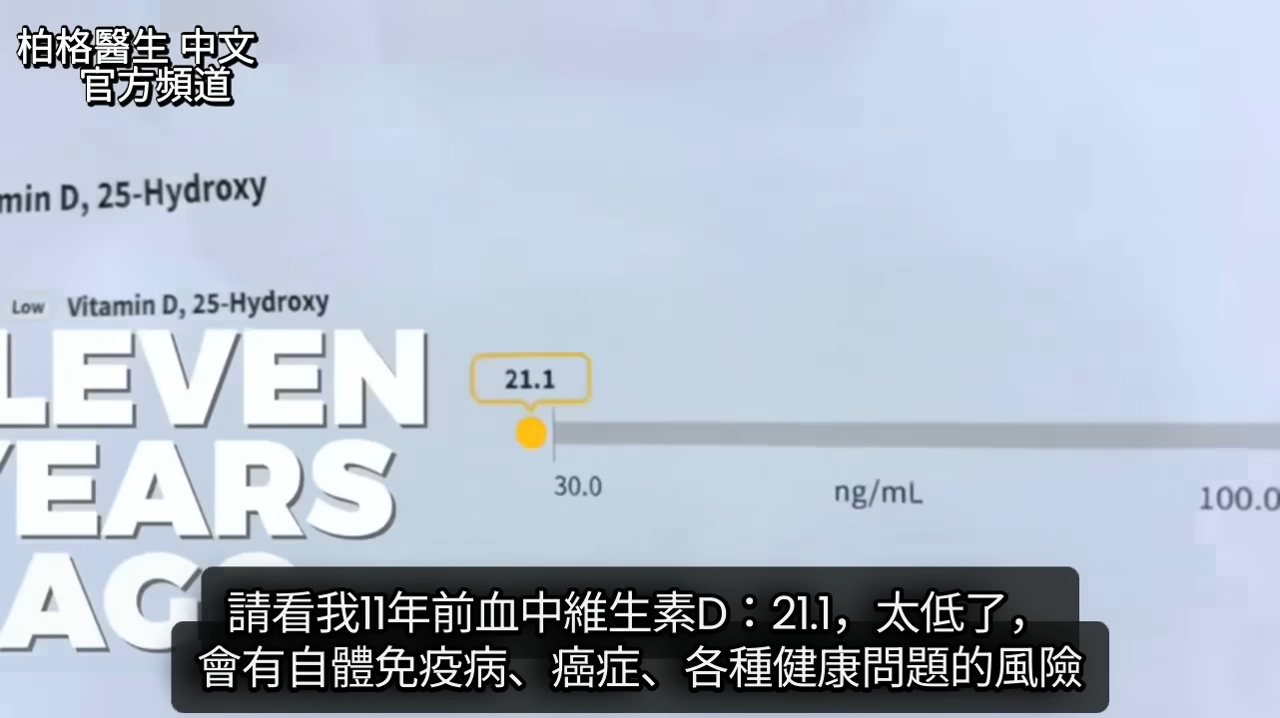 柏格醫生 中文
官方頻道
min D, 25-Hydroxy
Low Vitamin D, 25-Hydroxy
LEVEN
YEARS
AGO
21.1
30.0 ng/mL 100.0
請看我11年前血中維生素D：21.1，太低了，
會有自體免疫病、癌症、各種健康問題的風險